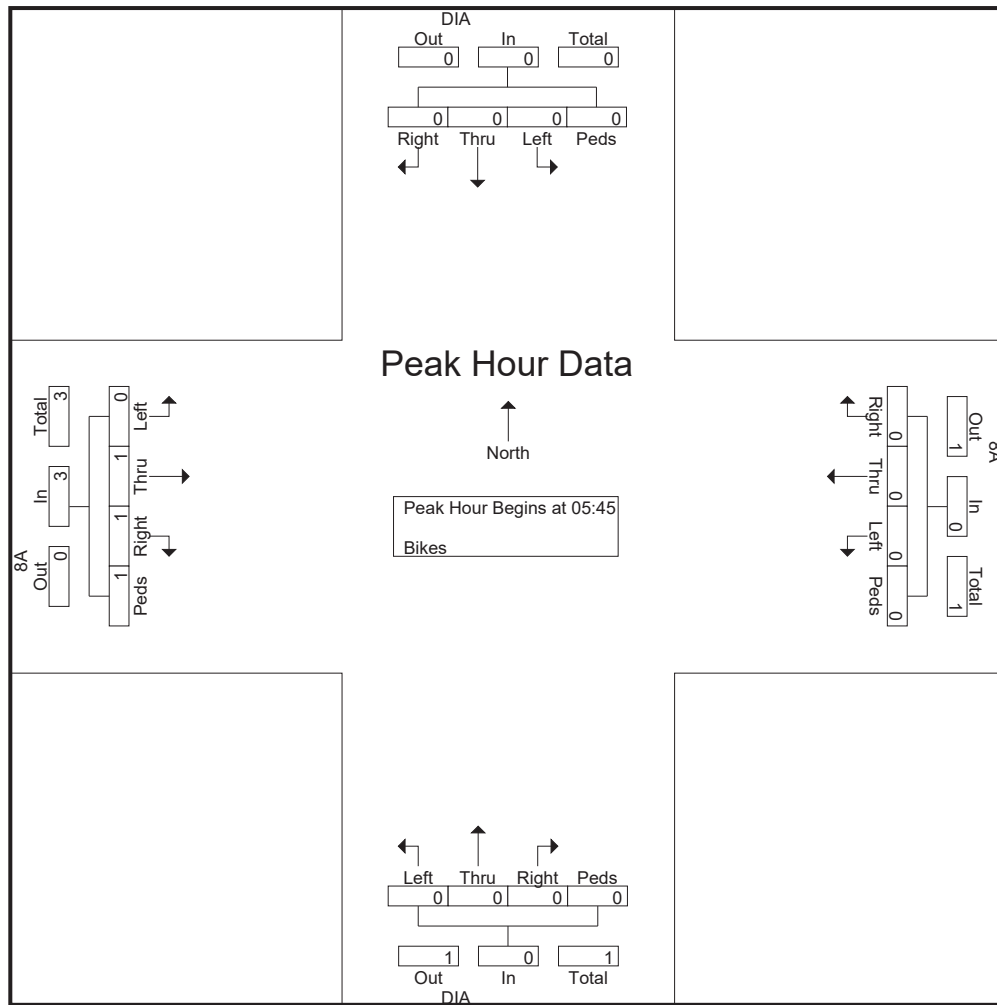 DIA
Out In Total
0 0 0
0 0 0 0
Right Thru Left Peds
Peak Hour Data
North
Peak Hour Begins at 05:45
Bikes
8A
Out In Total
0 3 3
1 1 1 0
Peds Right Thru Left
8A
Out In Total
1 0 1
0 0 0 0
Right Thru Left Peds
Left Thru Right Peds
0 0 0 0
1 0 1
Out In Total
DIA